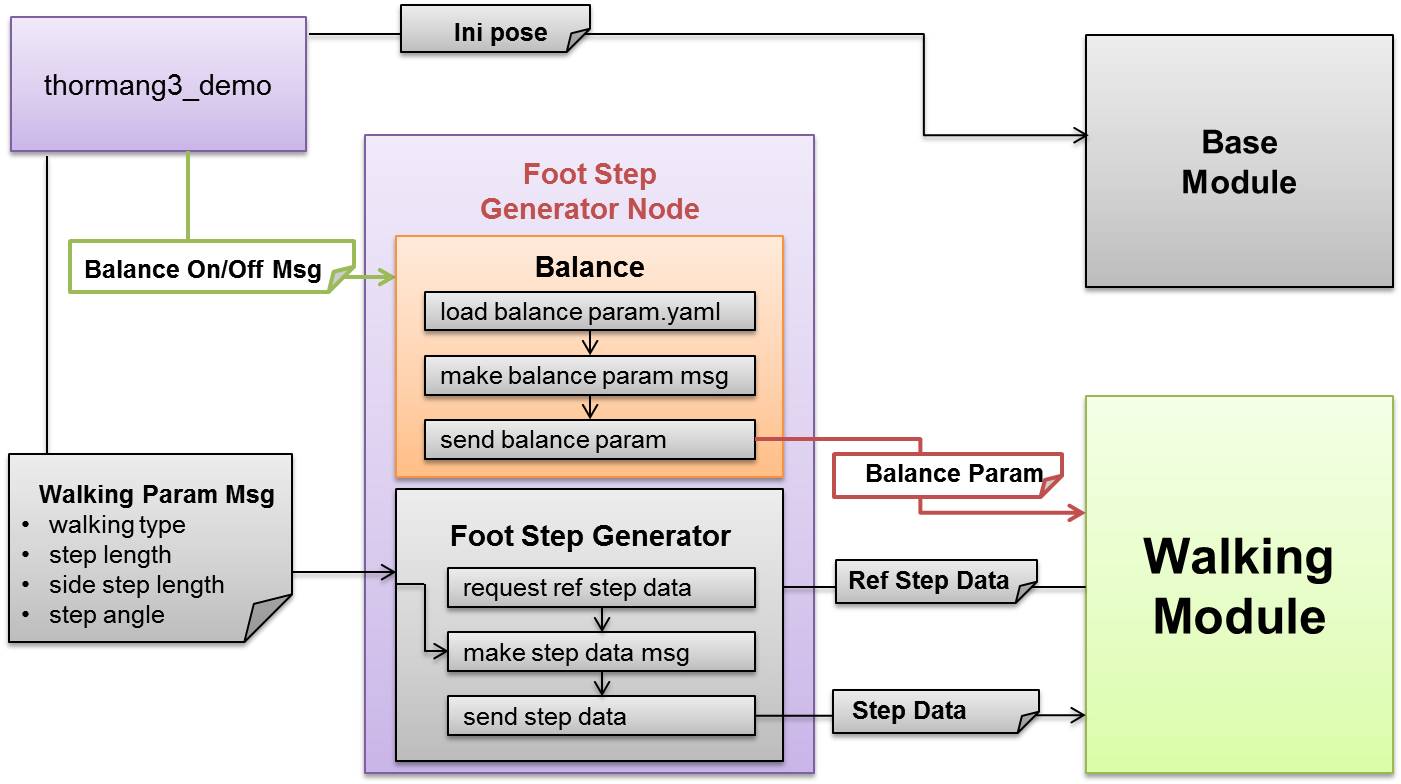 Ini pose
thormang3_demo
Base
Module
Foot Step
Generator Node
Balance On/Off Msg
Balance
load balance param.yaml
make balance param msg
send balance param
Balance Param
Walking Param Msg
• walking type
• step length
• side step length
• step angle
Foot Step Generator
request ref step data
make step data msg
send step data
Ref Step Data
Step Data
Walking
Module